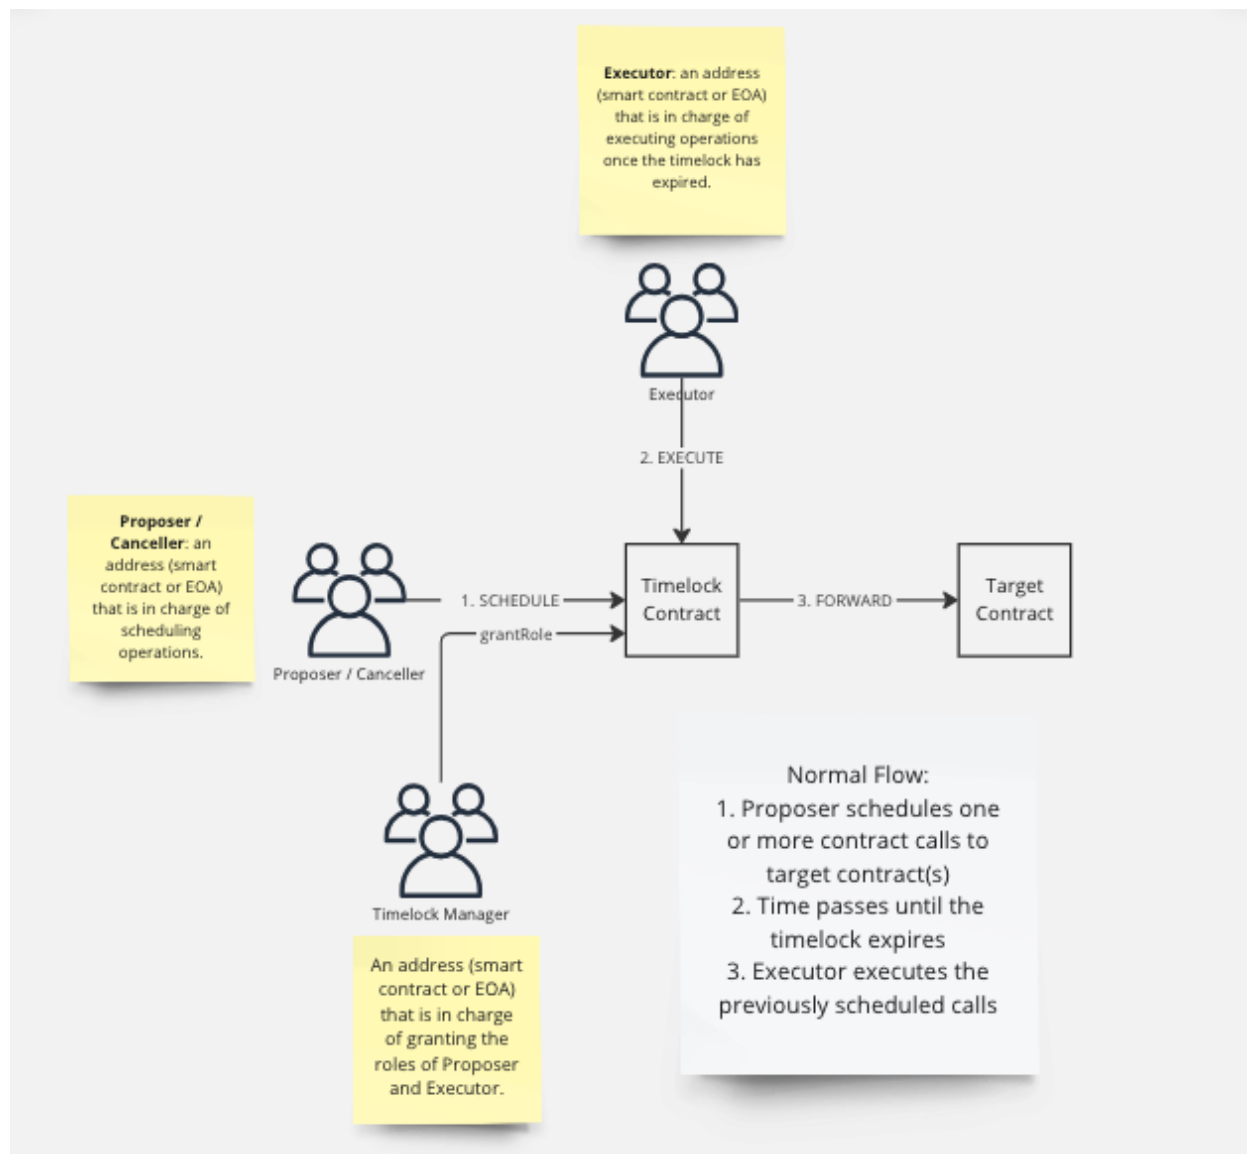 Executor: an address
(smart contract or EOA)
that is in charge of
executing operations
once the timelock has
expired.
Executor
2. EXECUTE
Proposer /
Canceller: an
address (smart
contract or EOA)
that is in charge of
scheduling
operations.
Proposer / Canceller
1. SCHEDULE
grantRole
Timelock
Contract
3. FORWARD
Target
Contract
Timelock Manager
An address (smart
contract or EOA)
that is in charge
of granting the
roles of Proposer
and Executor.
Normal Flow:
1. Proposer schedules one
or more contract calls to
target contract(s)
2. Time passes until the
timelock expires
3. Executor executes the
previously scheduled calls